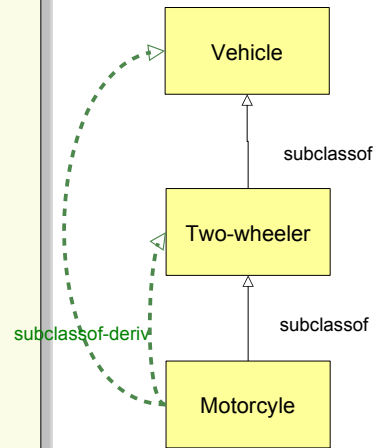 Vehicle
subclassof
Two-wheeler
subclassof
subclassof-deriv
Motorcyle